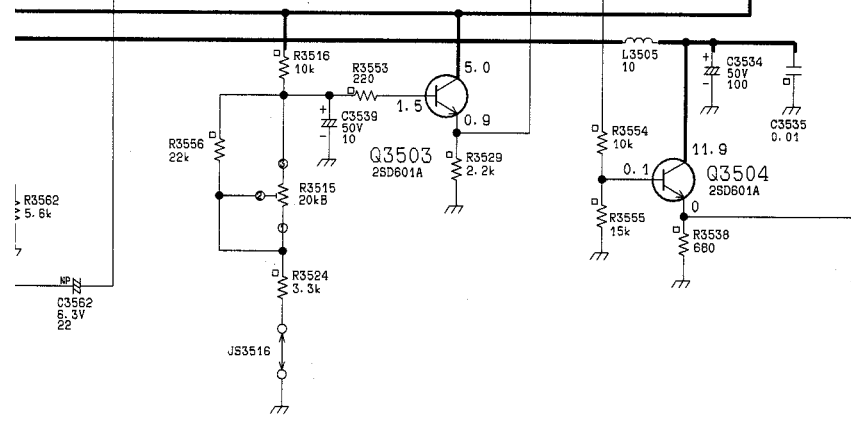 R3516
10k
R3553
220
5.0
1.5
0.9
C3539
50V
10
R3556
22k
Q3503
2SD601A
R3529
2.2k
3
2
R3515
20kB
1
R3562
5.6k
NP
C3562
6.3V
22
R3524
3.3k
JS3516
L3505
10
C3534
50V
100
C3535
0.01
R3554
10k
0.1
11.9
Q3504
2SD601A
0
R3555
15k
R3538
680